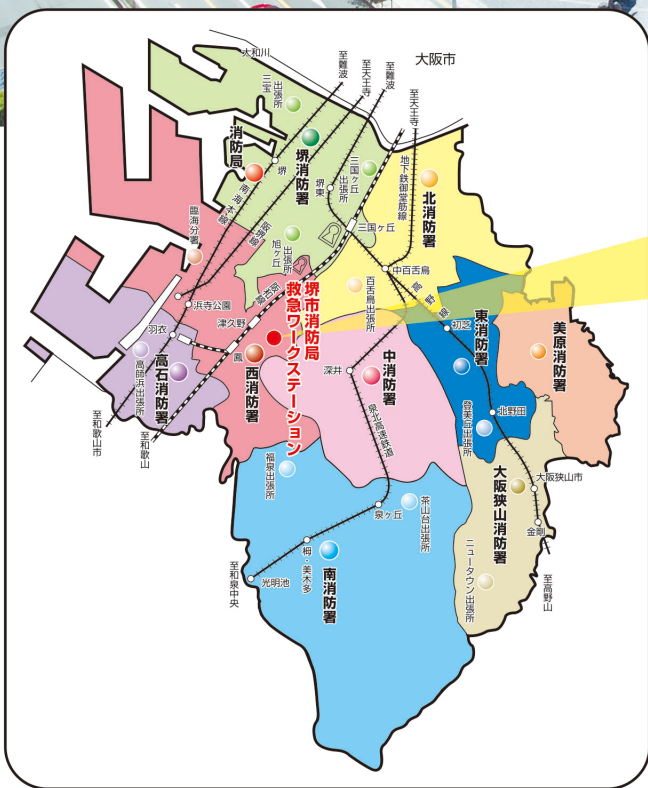 大阪市
大和川
至難波
至天王寺
至難波
至天王寺
三宝
出張所
消防局
堺
堺消防署
南海本線
阪堺線
堺東
三国ヶ丘
出張所
地下鉄御堂筋線
北消防署
臨海分署
旭ヶ丘
出張所
三国ヶ丘
中百舌鳥
百舌鳥出張所
高野線
浜寺公園
阪和線
津久野
羽衣
鳳
堺市消防局
救急ワークステーション
西消防署
高師浜出張所
高石消防署
至和歌山市
至和歌山
初芝
東消防署
美原消防署
深井
中消防署
泉北高速鉄道
登美丘出張所
北野田
福泉出張所
大阪狭山市
大阪狭山消防署
金剛
泉ヶ丘
茶山台出張所
栂・美木多
光明池
南消防署
至和泉中央
ニュータウン出張所
至高野山